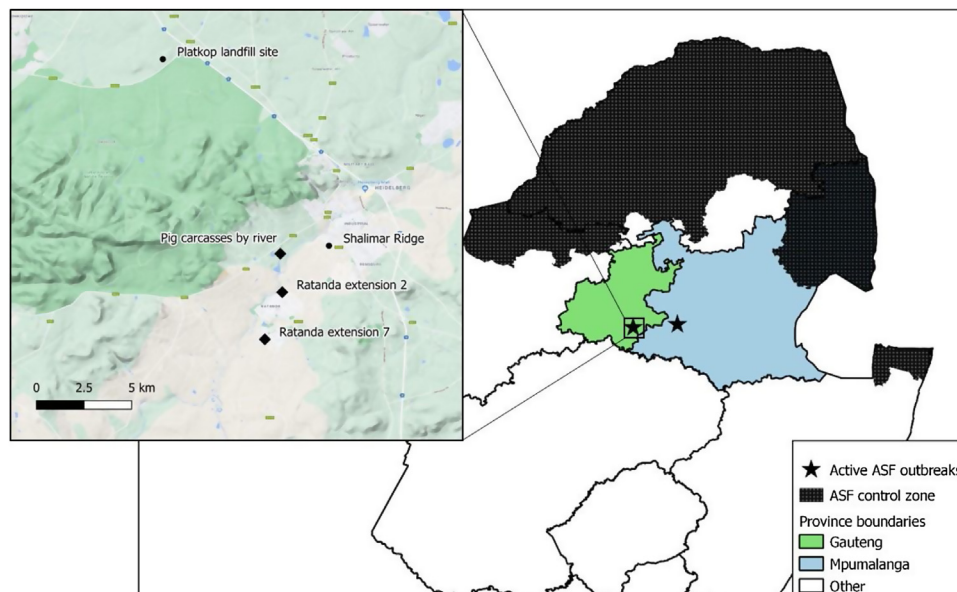 Platkop landfill site
HEIDELBERG
Pig carcasses by river
Shalimar Ridge
Ratanda extension 2
Ratanda extension 7
0 2.5 5 km
Active ASF outbreaks
ASF control zone
Province boundaries
Gauteng
Mpumalanga
Other